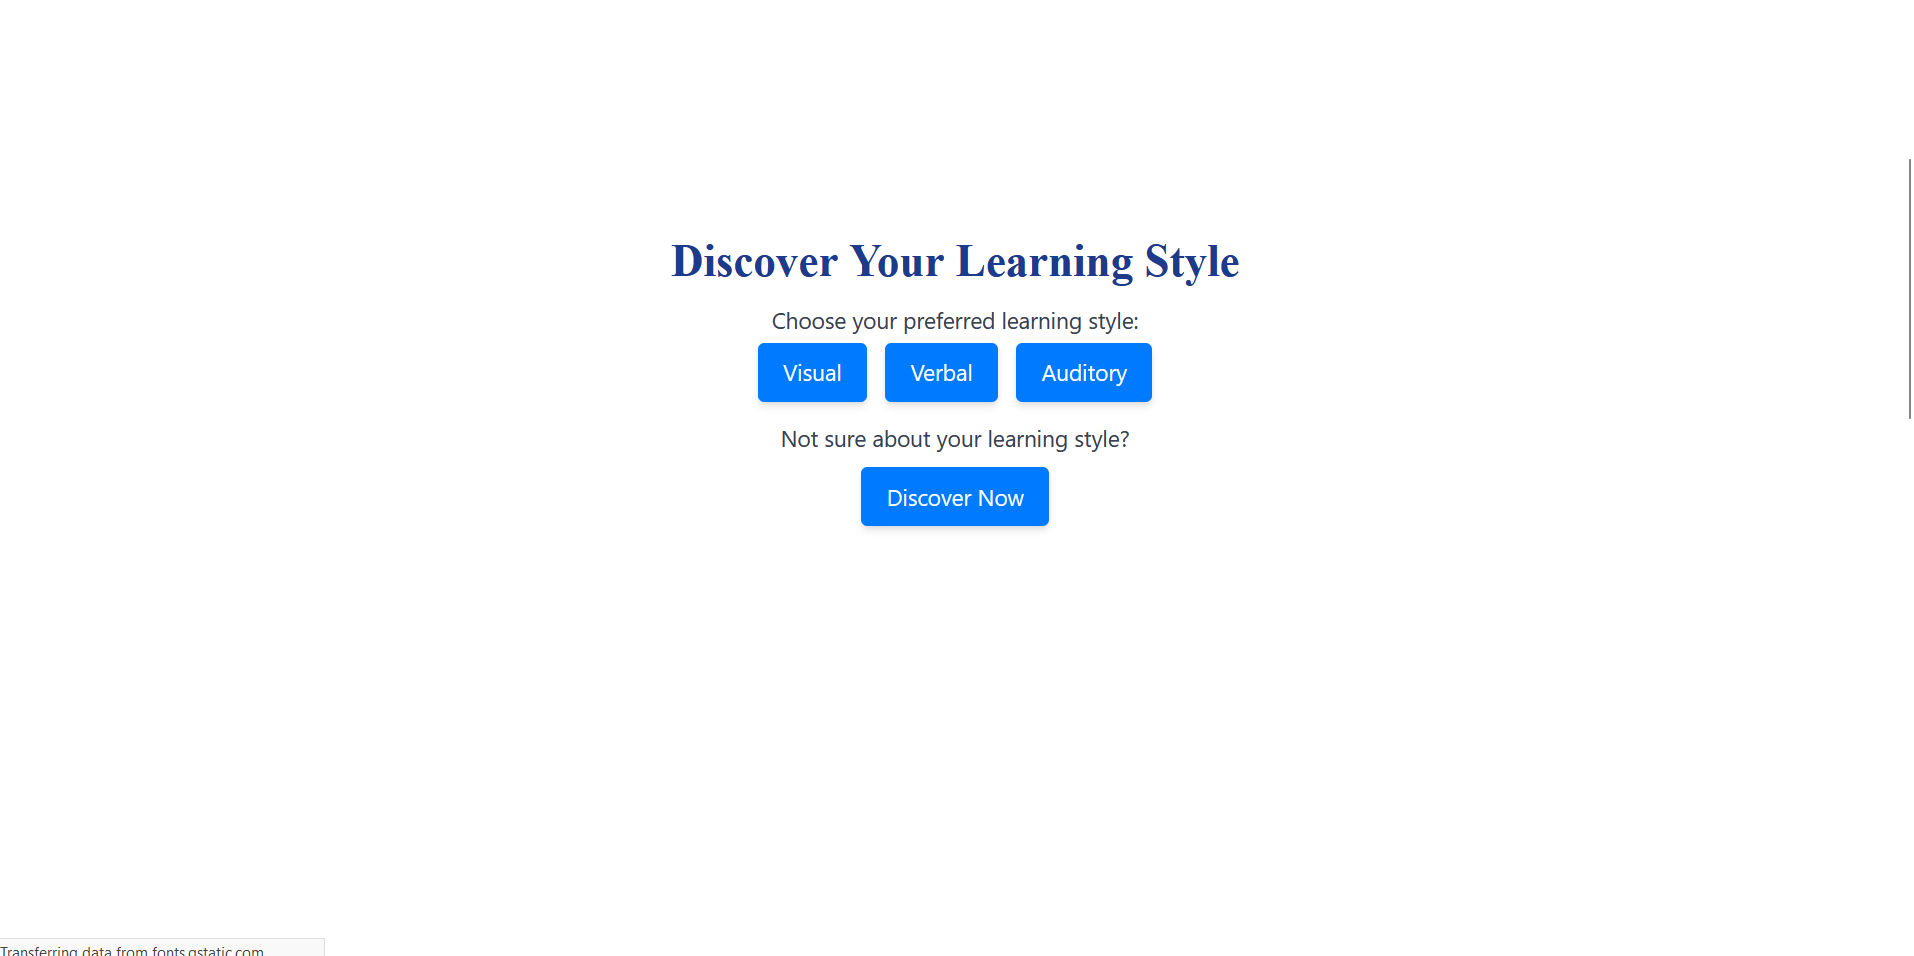 Discover Your Learning Style
Choose your preferred learning style:
Visual Verbal Auditory
Not sure about your learning style?
Discover Now
Transferring data from fonts.gstatic.com